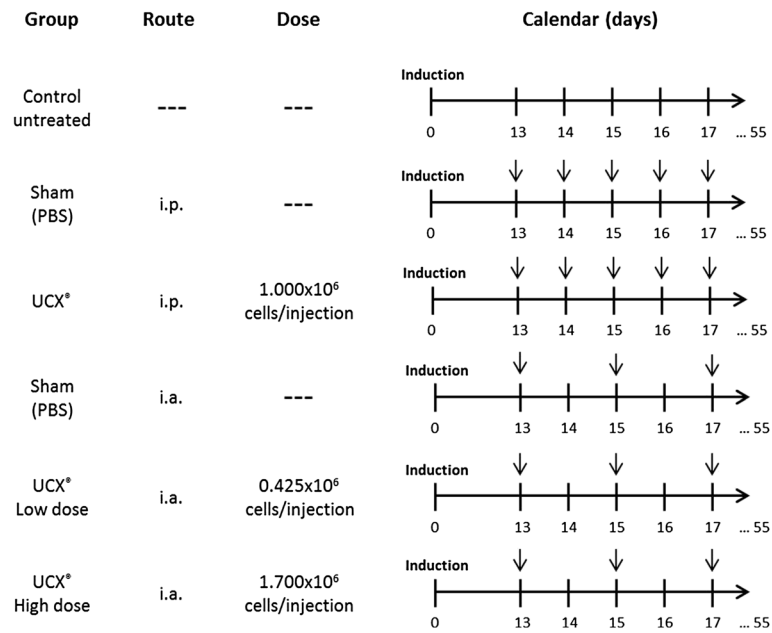 Group Route Dose Calendar (days)
Induction
Control
untreated
--- ---
0 13 14 15 16 17 ... 55
Induction
Sham
(PBS)
i.p. ---
0 13 14 15 16 17 ... 55
Induction
UCX®
i.p.
1.000x10⁶
cells/injection
0 13 14 15 16 17 ... 55
Induction
Sham
(PBS)
i.a. ---
0 13 14 15 16 17 ... 55
Induction
UCX®
Low dose
i.a.
0.425x10⁶
cells/injection
0 13 14 15 16 17 ... 55
Induction
UCX®
High dose
i.a.
1.700x10⁶
cells/injection
0 13 14 15 16 17 ... 55